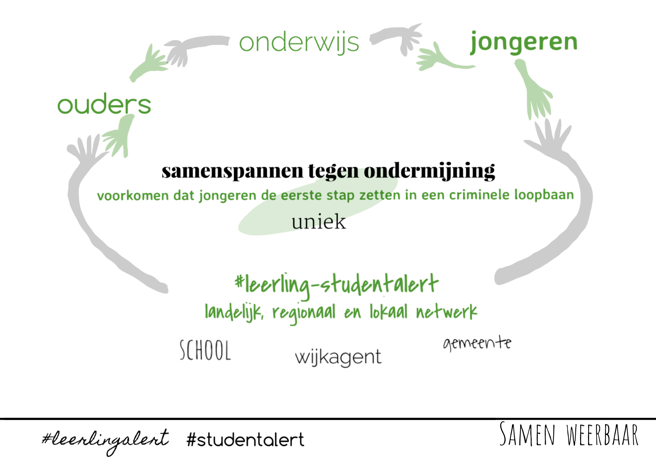 onderwijs
jongeren
ouders
samenspannen tegen ondermijning
voorkomen dat jongeren de eerste stap zetten in een criminele loopbaan
uniek
#leerling-studentalert
landelijk, regionaal en lokaal netwerk
SCHOOL
wijkagent
gemeente
#leerlingalert #studentalert
SAMEN WEERBAAR